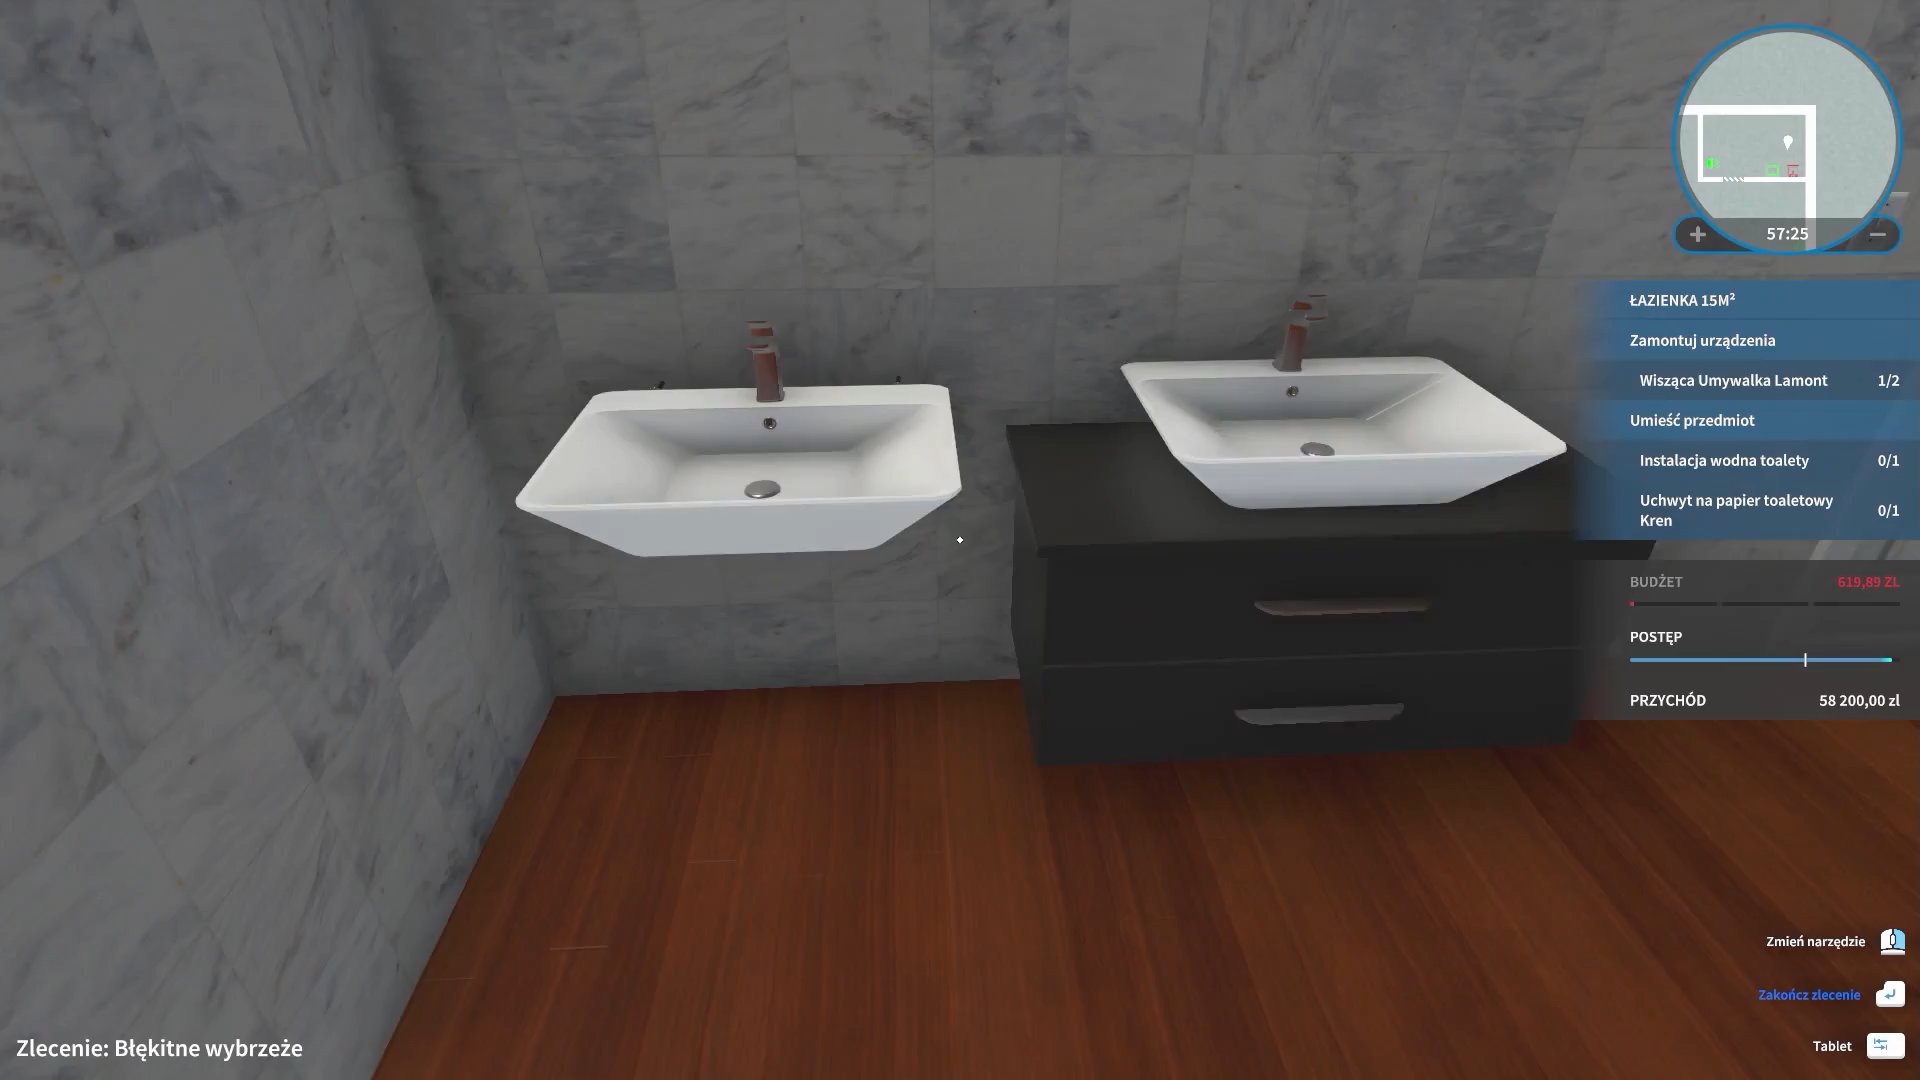 57:25
ŁAZIENKA 15M²
Zamontuj urządzenia
Wisząca Umywalka Lamont 1/2
Umieść przedmiot
Instalacja wodna toalety 0/1
Uchwyt na papier toaletowy
Kren 0/1
BUDŻET 619,89 ZL
POSTĘP
PRZYCHÓD 58 200,00 zl
Zmień narzędzie
Zakończ zlecenie
Zlecenie: Błękitne wybrzeże
Tablet